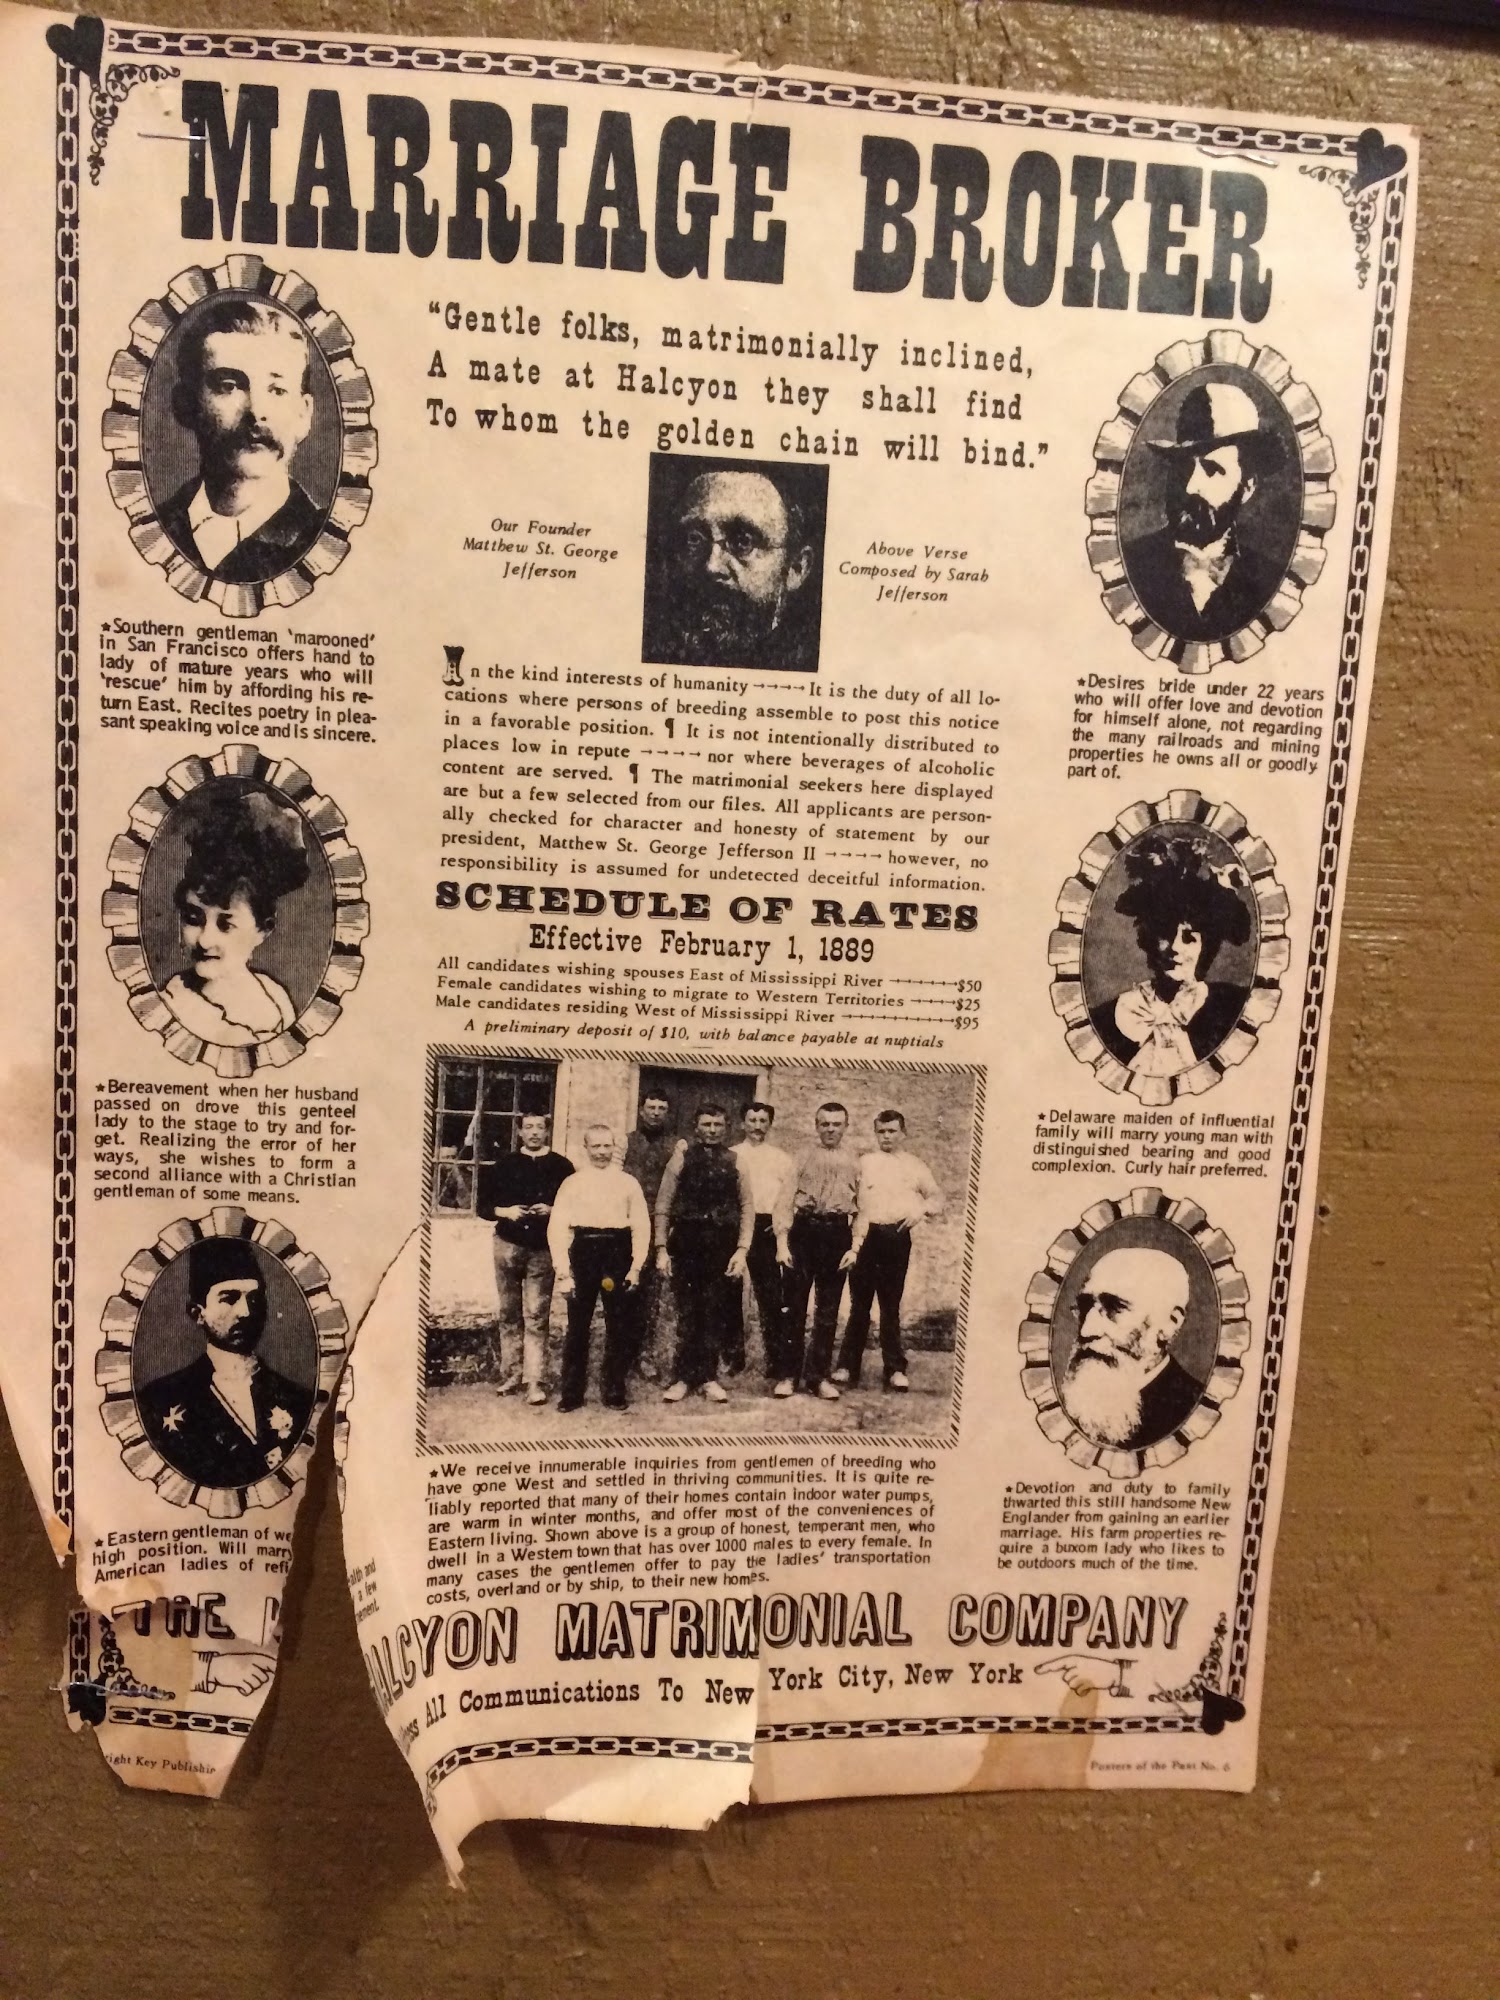 MARRIAGE BROKER
“Gentle folks, matrimonially inclined,
A mate at Halcyon they shall find
To whom the golden chain will bind.”
Our Founder
Matthew St. George
Jefferson
Above Verse
Composed by Sarah
Jefferson
★Southern gentleman ‘marooned’
in San Francisco offers hand to
lady of mature years who will
‘rescue’ him by affording his re-
turn East. Recites poetry in plea-
sant speaking voice and is sincere.
★Bereavement when her husband
passed on drove this genteel
lady to the stage to try and for-
get. Realizing the error of her
ways, she wishes to form a
second alliance with a Christian
gentleman of some means.
★Eastern gentleman of we
high position. Will marry
American ladies of refi
alth and
a few
nement.
In the kind interests of humanity ---- It is the duty of all lo-
cations where persons of breeding assemble to post this notice
in a favorable position. ¶ It is not intentionally distributed to
places low in repute ---- nor where beverages of alcoholic
content are served. ¶ The matrimonial seekers here displayed
are but a few selected from our files. All applicants are person-
ally checked for character and honesty of statement by our
president, Matthew St. George Jefferson II ---- however, no
responsibility is assumed for undetected deceitful information.
SCHEDULE OF RATES
Effective February 1, 1889
All candidates wishing spouses East of Mississippi River -------$50
Female candidates wishing to migrate to Western Territories -----$25
Male candidates residing West of Mississippi River ------------$95
A preliminary deposit of $10, with balance payable at nuptials
★We receive innumerable inquiries from gentlemen of breeding who
have gone West and settled in thriving communities. It is quite re-
liably reported that many of their homes contain indoor water pumps,
are warm in winter months, and offer most of the conveniences of
Eastern living. Shown above is a group of honest, temperant men, who
dwell in a Western town that has over 1000 males to every female. In
many cases the gentlemen offer to pay the ladies’ transportation
costs, overland or by ship, to their new homes.
★Desires bride under 22 years
who will offer love and devotion
for himself alone, not regarding
the many railroads and mining
properties he owns all or goodly
part of.
★Delaware maiden of influential
family will marry young man with
distinguished bearing and good
complexion. Curly hair preferred.
★Devotion and duty to family
thwarted this still handsome New
Englander from gaining an earlier
marriage. His farm properties re-
quire a buxom lady who likes to
be outdoors much of the time.
THE HALCYON MATRIMONIAL COMPANY
ess All Communications To New York City, New York
right Key Publishin
Posters of the Past No. 6